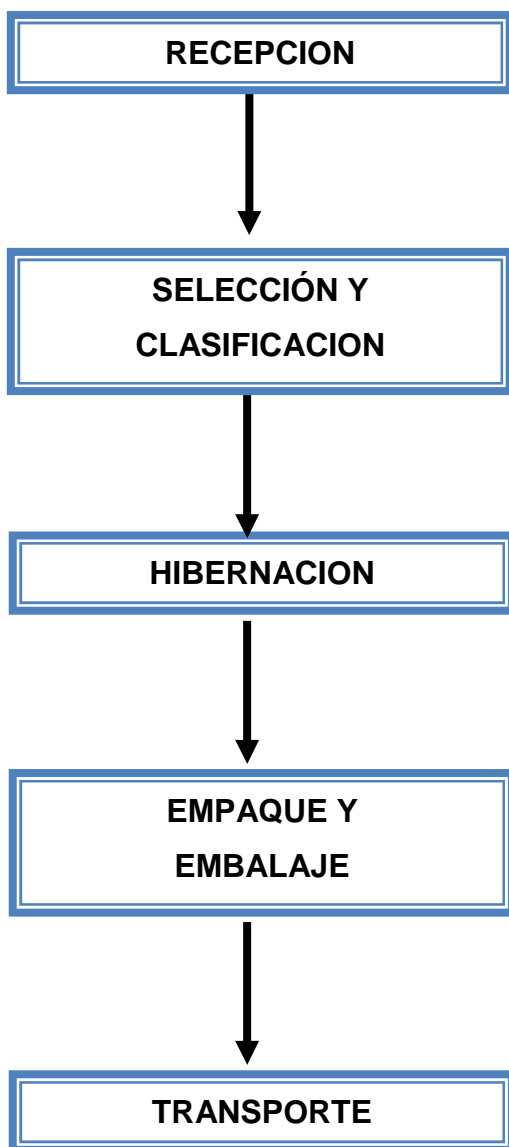 RECEPCION
SELECCIÓN Y
CLASIFICACION
HIBERNACION
EMPAQUE Y
EMBALAJE
TRANSPORTE